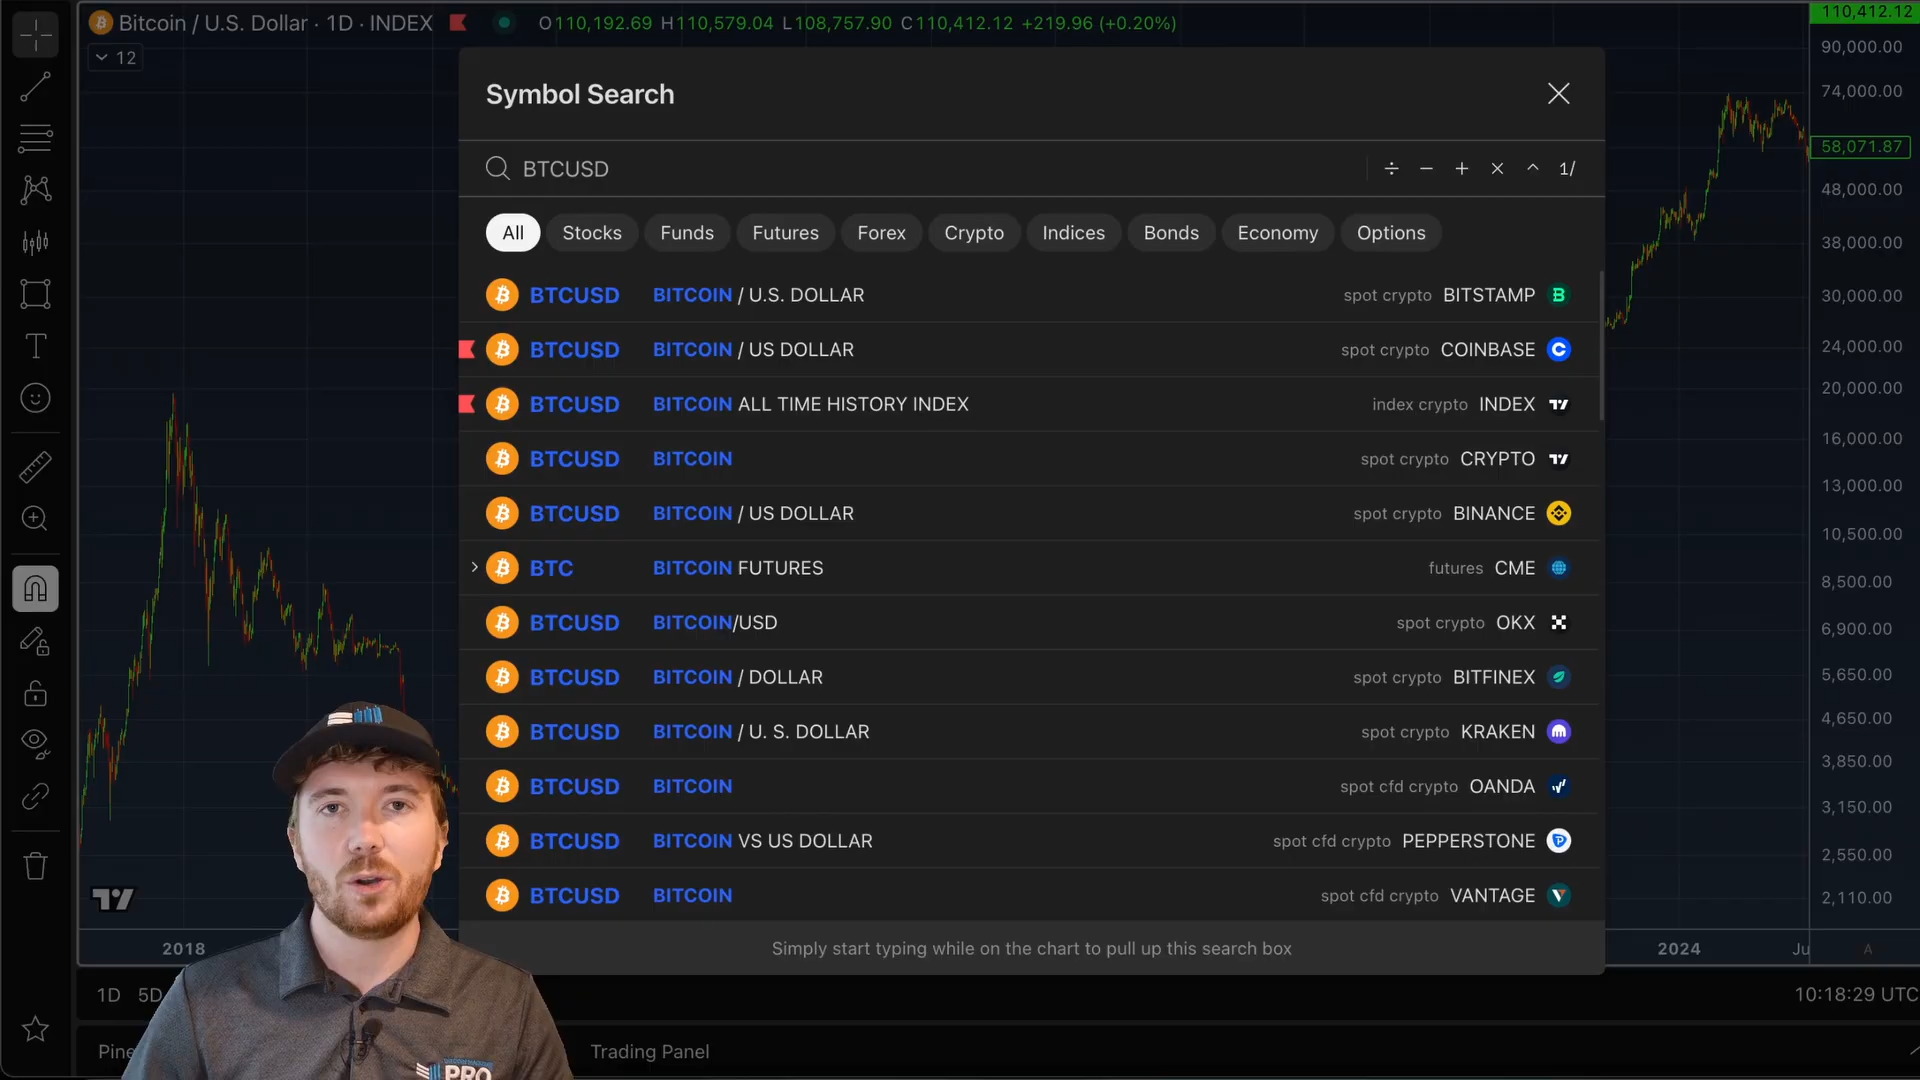 Bitcoin / U.S. Dollar · 1D · INDEX O110,192.69 H110,579.04 L108,757.90 C110,412.12 +219.96 (+0.20%)
12
110,412.12
90,000.00
74,000.00
58,071.87
48,000.00
38,000.00
30,000.00
24,000.00
20,000.00
16,000.00
13,000.00
10,500.00
8,500.00
6,900.00
5,650.00
4,650.00
3,850.00
3,150.00
2,550.00
2,110.00
Symbol Search
BTCUSD
÷ − + × ^ 1/
All Stocks Funds Futures Forex Crypto Indices Bonds Economy Options
BTCUSD BITCOIN / U.S. DOLLAR spot crypto BITSTAMP
BTCUSD BITCOIN / US DOLLAR spot crypto COINBASE
BTCUSD BITCOIN ALL TIME HISTORY INDEX index crypto INDEX
BTCUSD BITCOIN spot crypto CRYPTO
BTCUSD BITCOIN / US DOLLAR spot crypto BINANCE
BTC BITCOIN FUTURES futures CME
BTCUSD BITCOIN/USD spot crypto OKX
BTCUSD BITCOIN / DOLLAR spot crypto BITFINEX
BTCUSD BITCOIN / U. S. DOLLAR spot crypto KRAKEN
BTCUSD BITCOIN spot cfd crypto OANDA
BTCUSD BITCOIN VS US DOLLAR spot cfd crypto PEPPERSTONE
BTCUSD BITCOIN spot cfd crypto VANTAGE
Simply start typing while on the chart to pull up this search box
2018 2024 Ju A
1D 5D 10:18:29 UTC
Pine Trading Panel
PRO